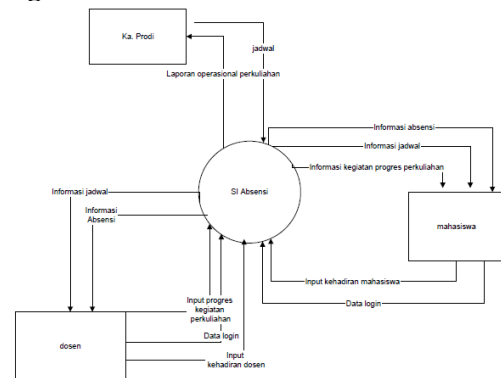 Ka. Prodi
jadwal
Laporan operasional perkuliahan
Informasi absensi
Informasi jadwal
Informasi kegiatan progres perkuliahan
SI Absensi
Informasi jadwal
Informasi
Absensi
mahasiswa
Input kehadiran mahasiswa
Data login
Input progres
kegiatan
perkuliahan
Data login
Input
kehadiran dosen
dosen